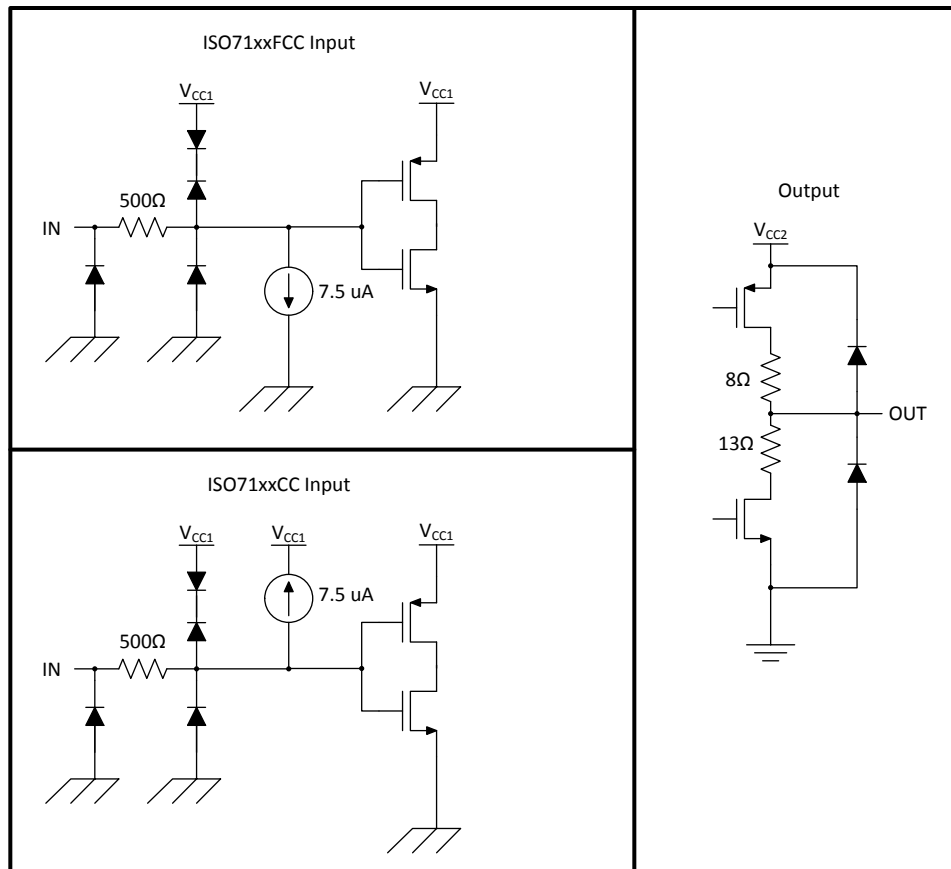 ISO71xxFCC Input
VCC1
VCC1
500Ω
IN
7.5 uA
ISO71xxCC Input
VCC1
VCC1
VCC1
7.5 uA
500Ω
IN
Output
VCC2
8Ω
OUT
13Ω